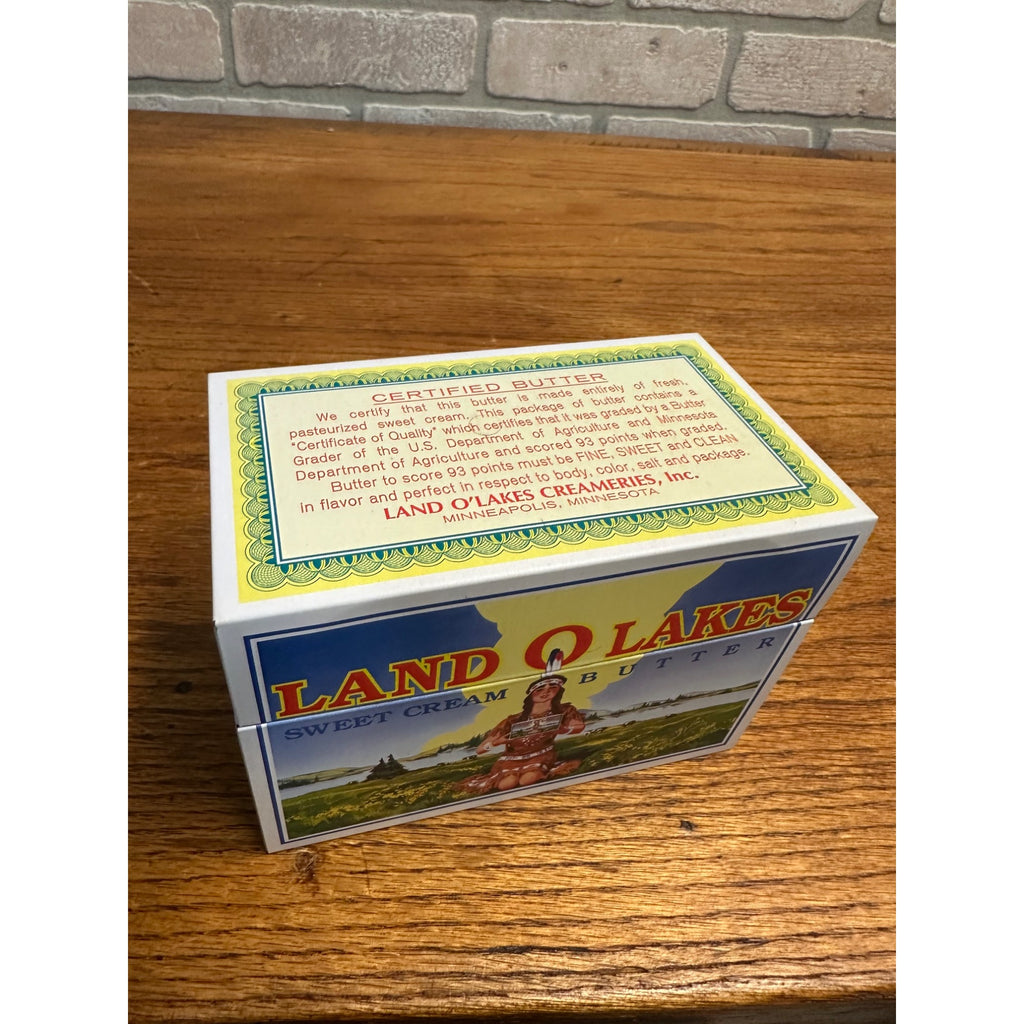 CERTIFIED BUTTER
We certify that this butter is made entirely of fresh,
pasteurized sweet cream. This package of butter contains a
"Certificate of Quality" which certifies that it was graded by a Butter
Grader of the U.S. Department of Agriculture and Minnesota
Department of Agriculture and scored 93 points when graded.
Butter to score 93 points must be FINE, SWEET and CLEAN
in flavor and perfect in respect to body, color, salt and package.
LAND O'LAKES CREAMERIES, Inc.
MINNEAPOLIS, MINNESOTA
LAND O LAKES
SWEET CREAM BUTTER